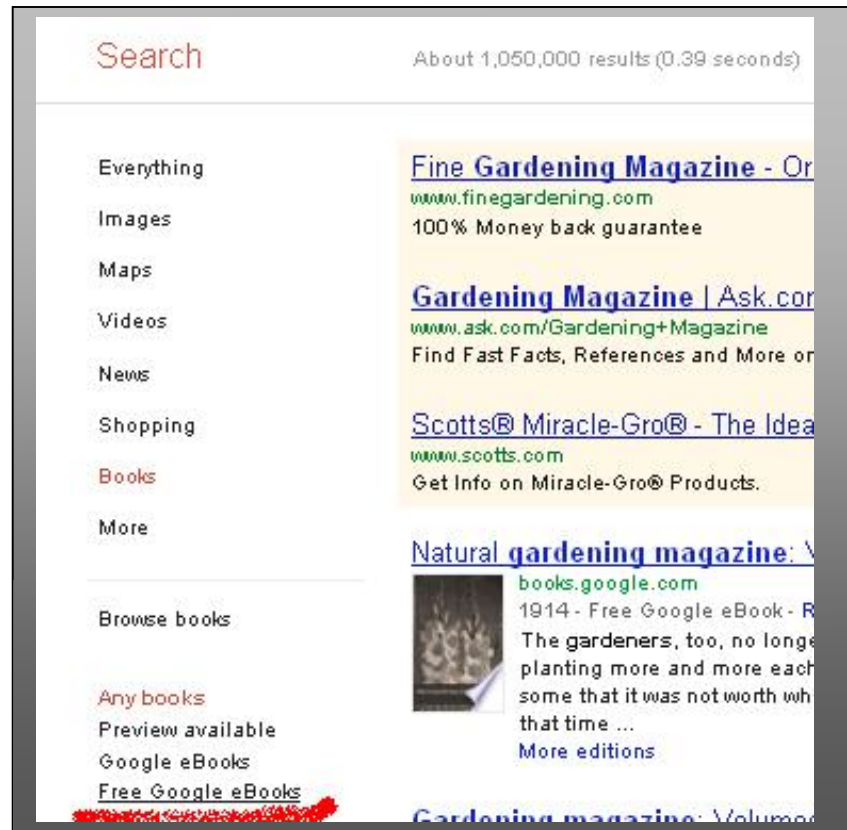 Search
About 1,050,000 results (0.39 seconds)
Everything
Images
Maps
Videos
News
Shopping
Books
More
Browse books
Any books
Preview available
Google eBooks
Free Google eBooks
Fine Gardening Magazine - Or
www.finegardening.com
100% Money back guarantee
Gardening Magazine | Ask.cor
www.ask.com/Gardening+Magazine
Find Fast Facts, References and More or
Scotts® Miracle-Gro® - The Idea
www.scotts.com
Get Info on Miracle-Gro® Products.
Natural gardening magazine: V
books.google.com
1914 - Free Google eBook - R
The gardeners, too, no longe
planting more and more each
some that it was not worth wh
that time ...
More editions
Gardening magazine: Volume